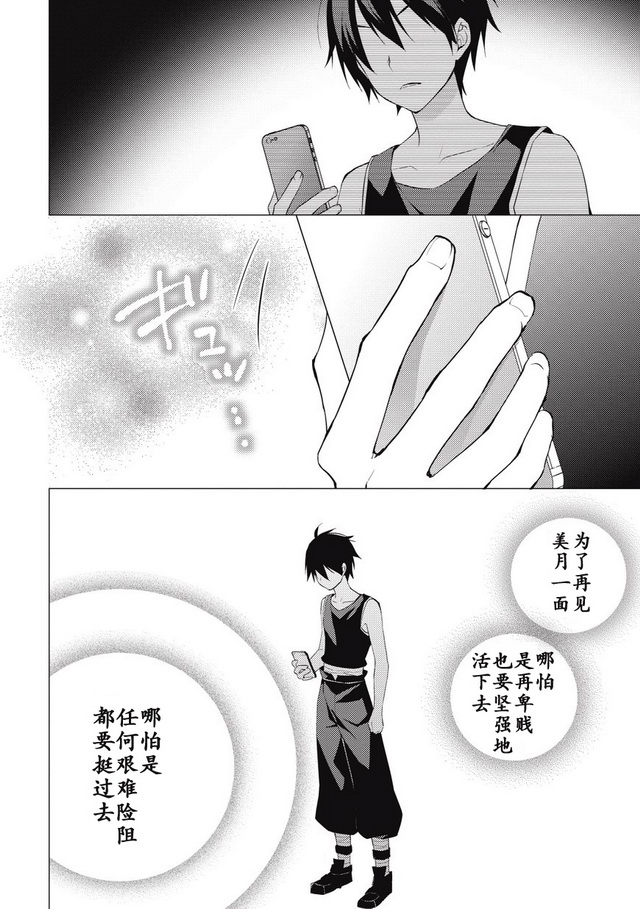 ギュッ…
为了再见
美月一面
哪怕
是再卑贱
也要坚强地
活下去
哪怕是
任何艰难险阻
都要挺过去